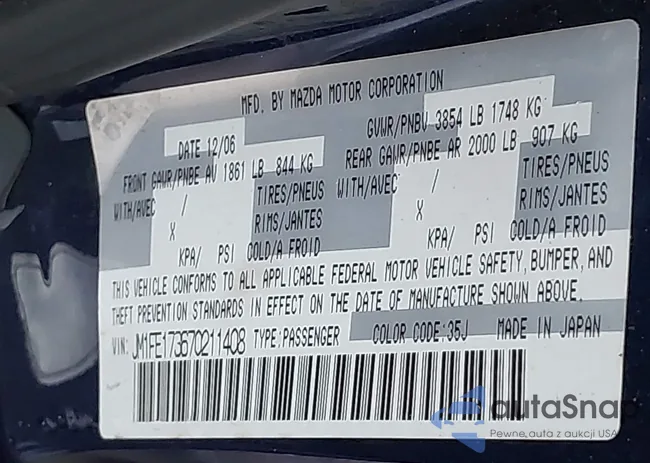 MFD. BY MAZDA MOTOR CORPORATION
DATE 12/06
GVWR/PNBV 3854 LB 1748 KG
FRONT GAWR/PNBE AV 1861 LB 844 KG
REAR GAWR/PNBE AR 2000 LB 907 KG
WITH/AVEC / TIRES/PNEUS
WITH/AVEC / TIRES/PNEUS
X RIMS/JANTES
X RIMS/JANTES
KPA/ PSI COLD/A FROID
KPA/ PSI COLD/A FROID
THIS VEHICLE CONFORMS TO ALL APPLICABLE FEDERAL MOTOR VEHICLE SAFETY, BUMPER, AND
THEFT PREVENTION STANDARDS IN EFFECT ON THE DATE OF MANUFACTURE SHOWN ABOVE.
VIN: JM1FE173670211408 TYPE:PASSENGER COLOR CODE:35J MADE IN JAPAN
autaSnap
Pewne auta z aukcji USA